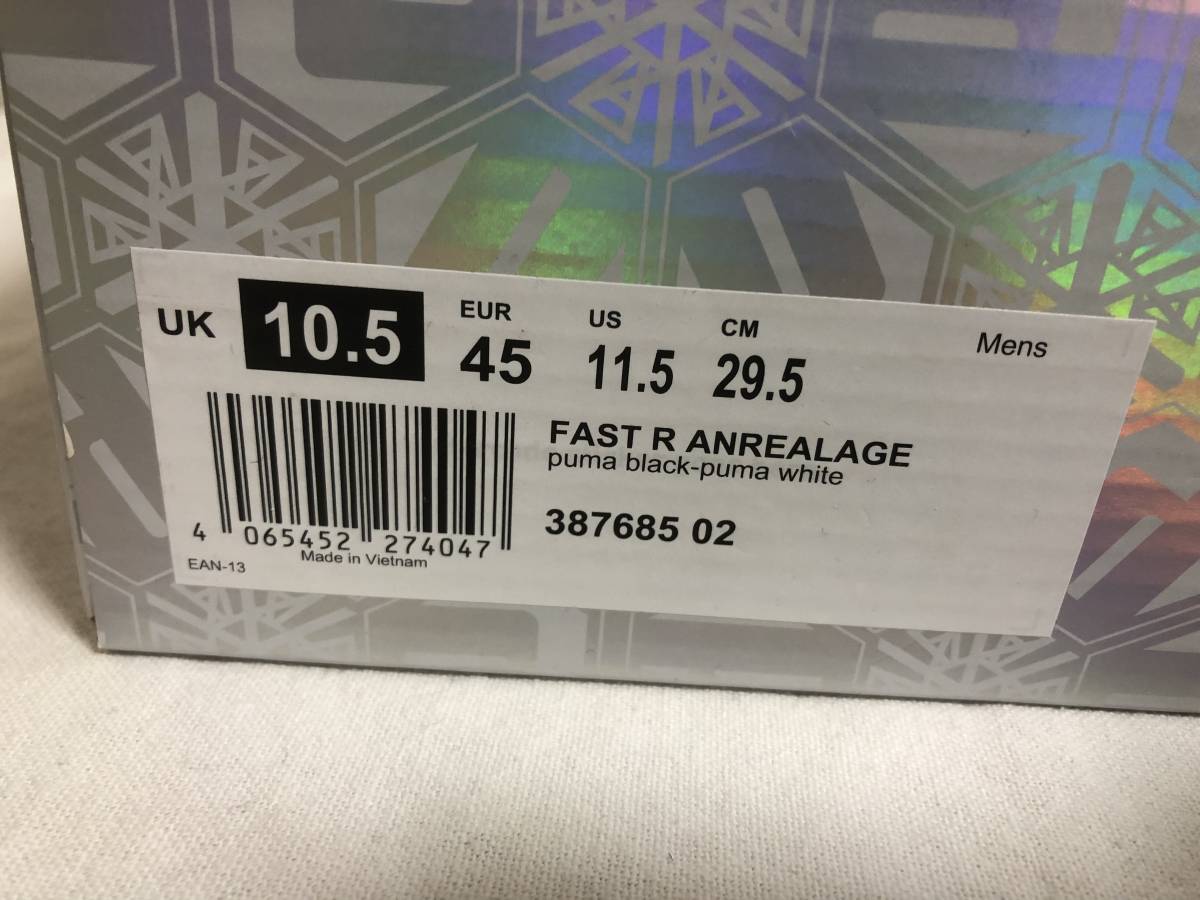 UK 10.5 EUR 45 US 11.5 CM 29.5 Mens
FAST R ANREALAGE
puma black-puma white
387685 02
4 065452 274047
EAN-13 Made in Vietnam